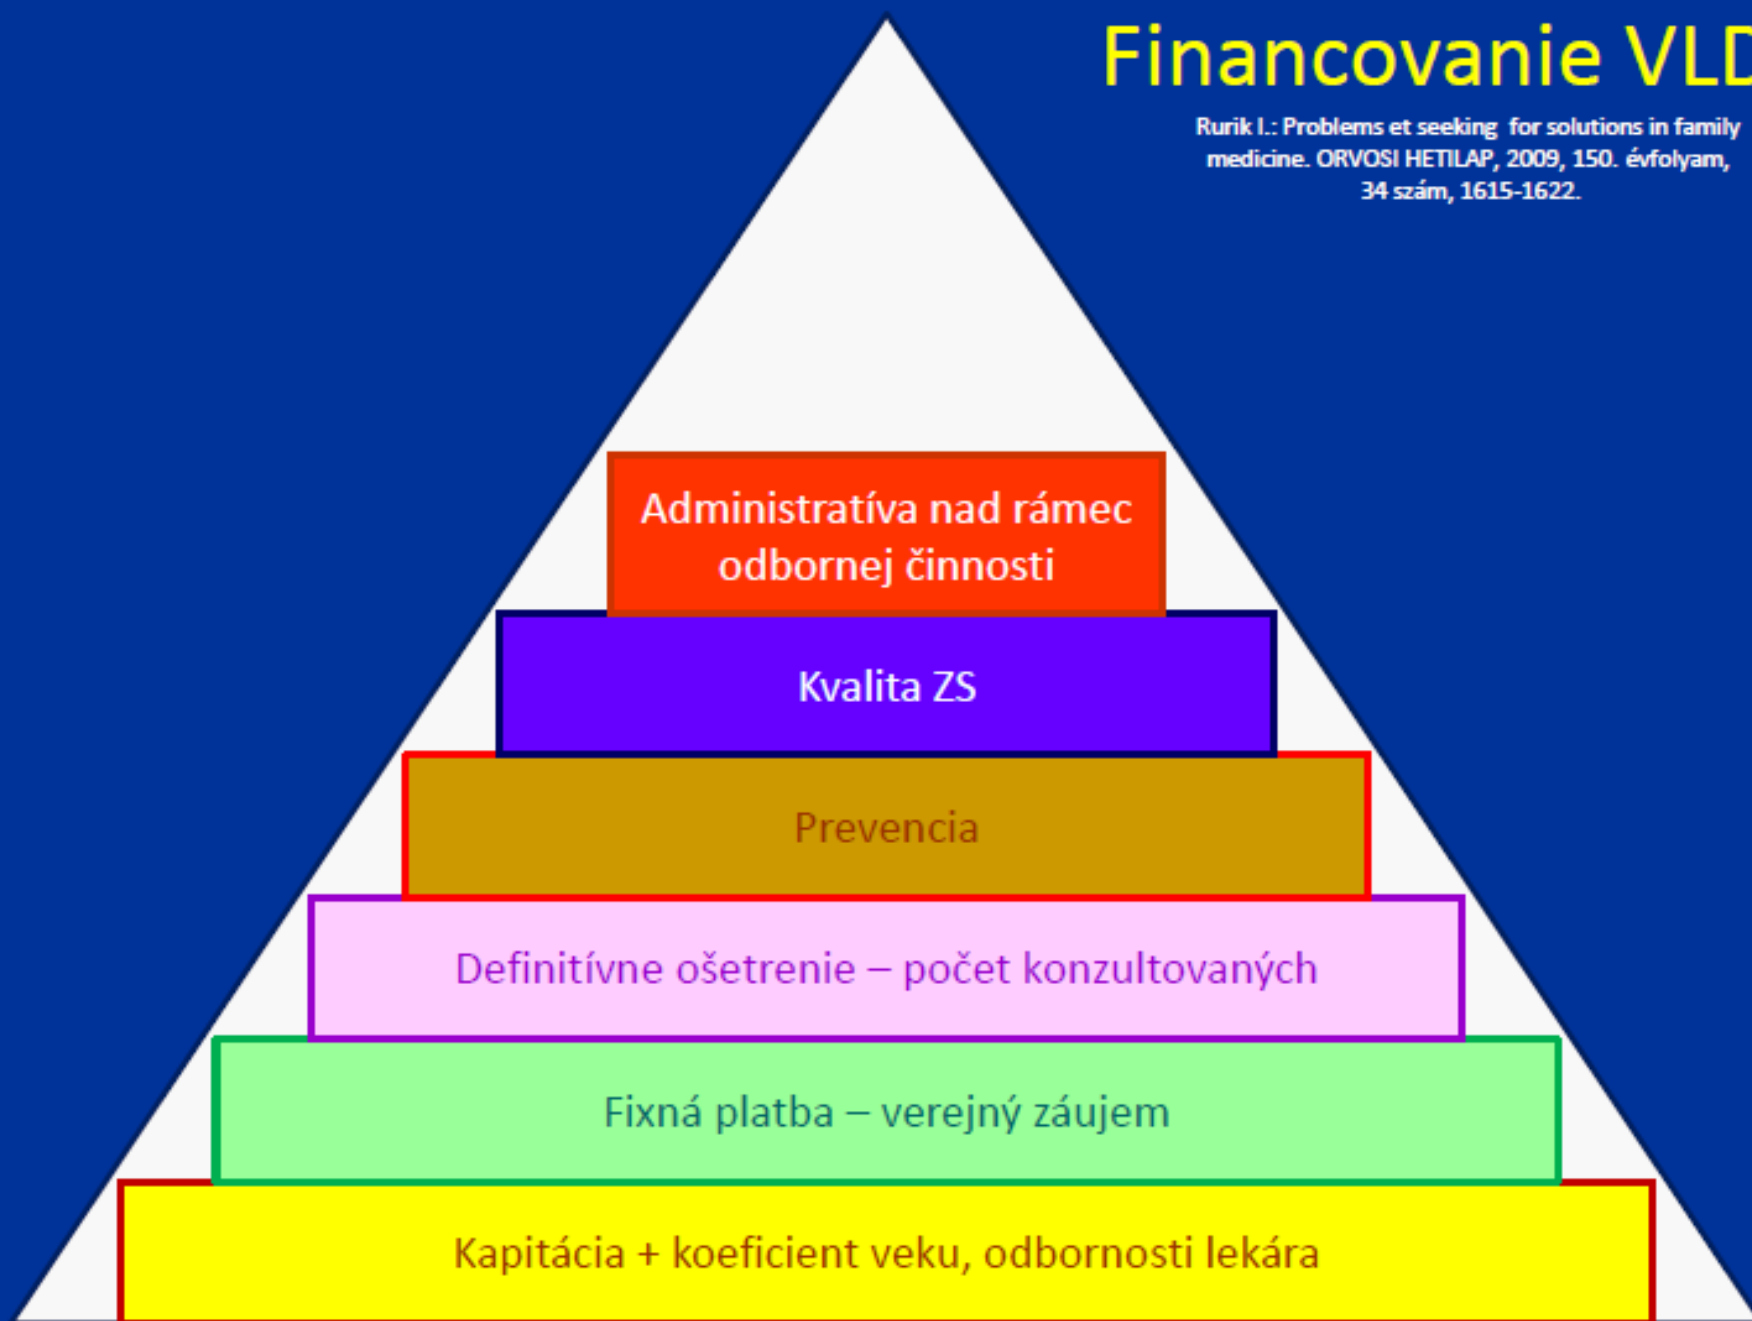 Financovanie VLD
Rurik I.: Problems et seeking for solutions in family
medicine. ORVOSI HETILAP, 2009, 150. évfolyam,
34 szám, 1615-1622.
Administratíva nad rámec
odbornej činnosti
Kvalita ZS
Prevencia
Definitívne ošetrenie – počet konzultovaných
Fixná platba – verejný záujem
Kapitácia + koeficient veku, odbornosti lekára